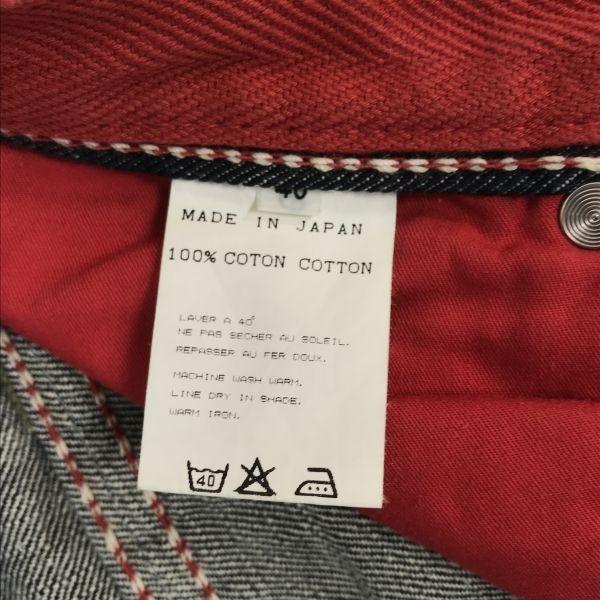 40
MADE IN JAPAN
100% COTON COTTON
LAVER A 40°
NE PAS SECHER AU SOLEIL.
REPASSER AU FER DOUX.
MACHINE WASH WARM.
LINE DRY IN SHADE.
WARM IRON.
40